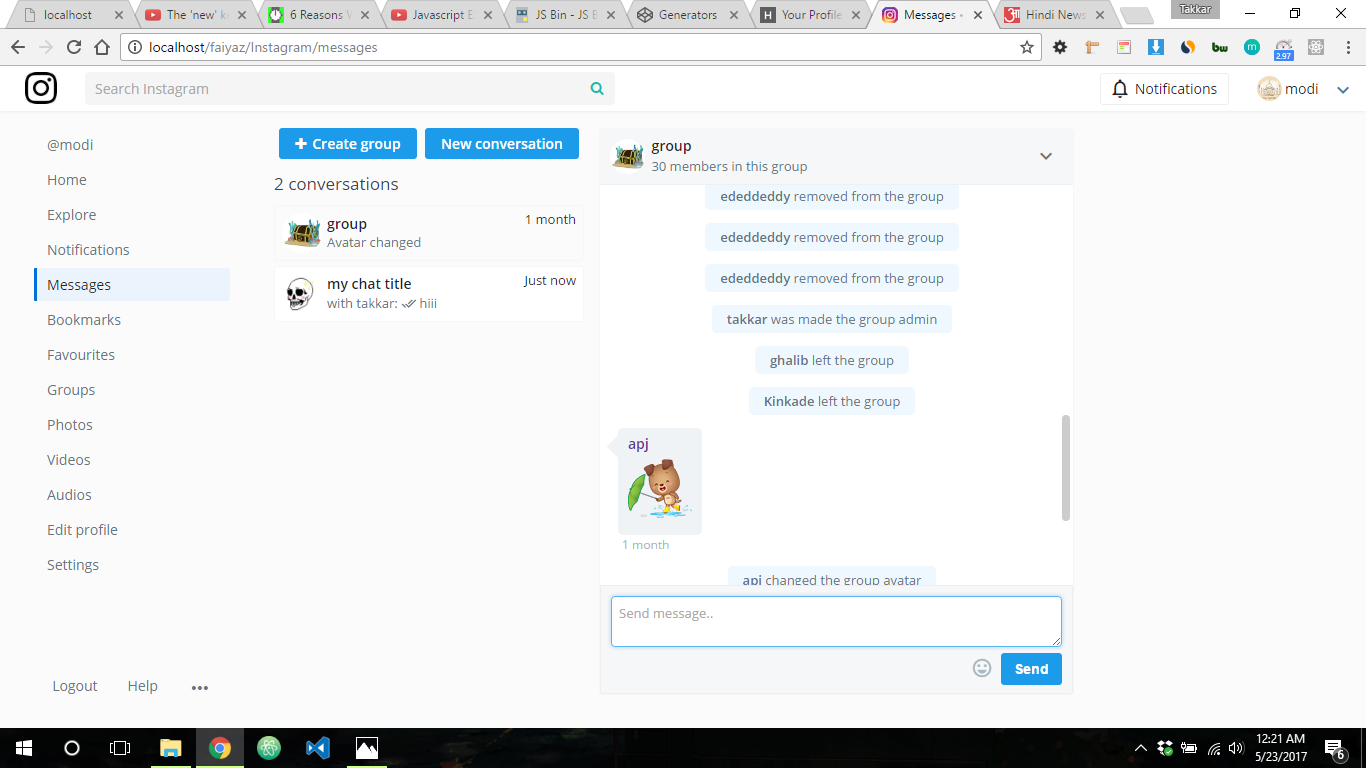 localhost
The 'new' k
6 Reasons
Javascript E
JS Bin - JS B
Generators
Your Profile
Messages •
Hindi News
Takkar
localhost/faiyaz/Instagram/messages
bw
m
2.97
Search Instagram
Notifications
modi
@modi
Home
Explore
Notifications
Messages
Bookmarks
Favourites
Groups
Photos
Videos
Audios
Edit profile
Settings
Logout
Help
•••
+ Create group
New conversation
2 conversations
group
1 month
Avatar changed
my chat title
Just now
with takkar: hiii
group
30 members in this group
ededdeddy removed from the group
ededdeddy removed from the group
ededdeddy removed from the group
takkar was made the group admin
ghalib left the group
Kinkade left the group
apj
1 month
apj changed the group avatar
Send message..
Send
12:21 AM
5/23/2017
6